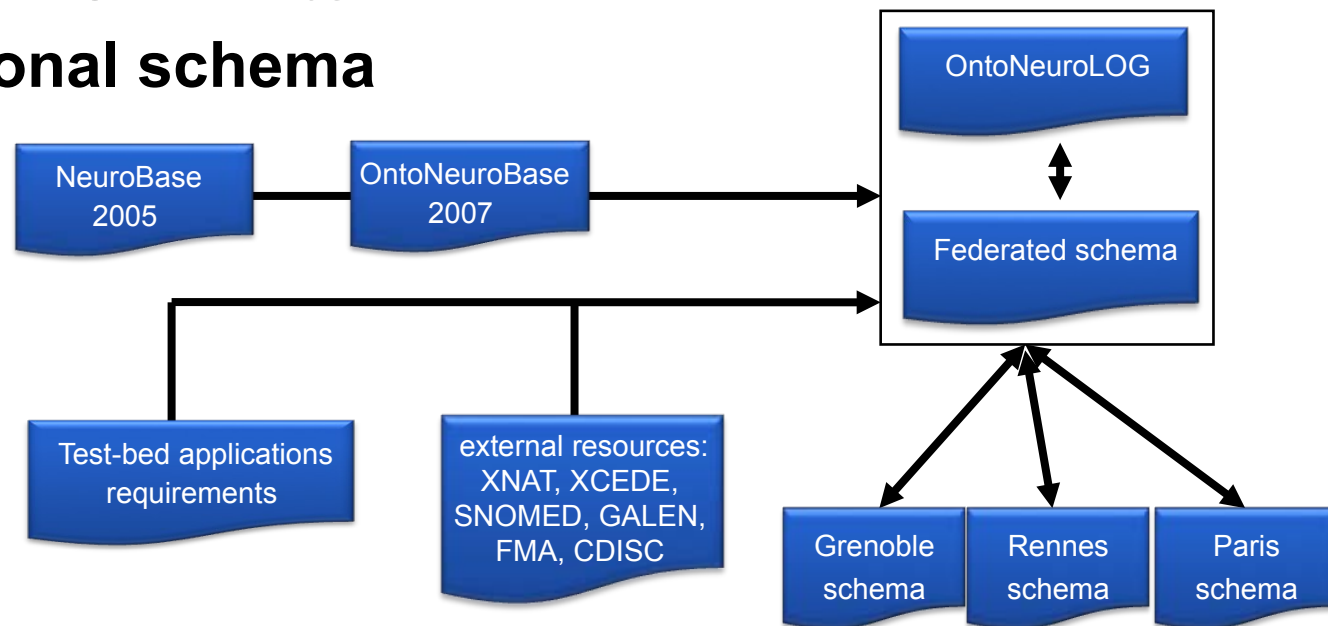 onal schema
OntoNeuroLOG
NeuroBase
2005
OntoNeuroBase
2007
Federated schema
Test-bed applications
requirements
external resources:
XNAT, XCEDE,
SNOMED, GALEN,
FMA, CDISC
Grenoble
schema
Rennes
schema
Paris
schema